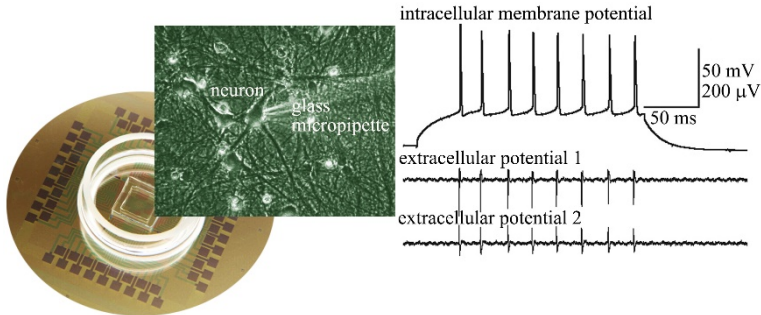 neuron
glass
micropipette
intracellular membrane potential
50 mV
200 μV
50 ms
extracellular potential 1
extracellular potential 2